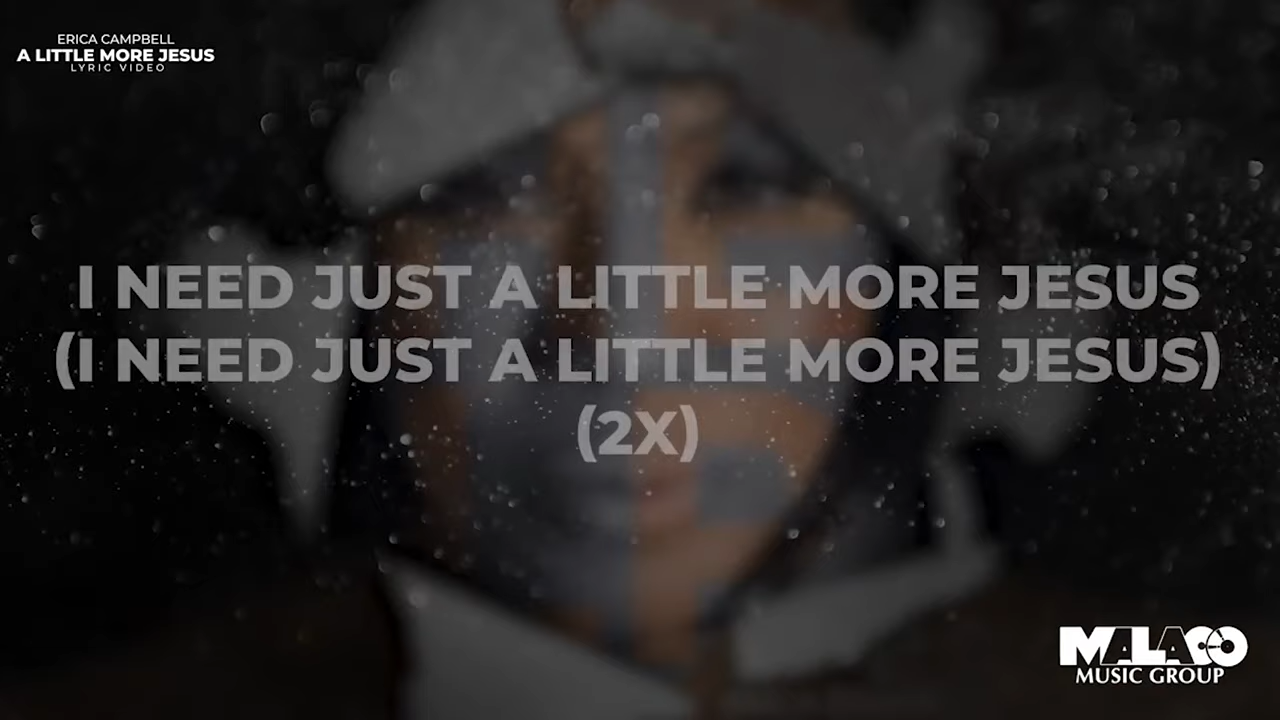 ERICA CAMPBELL
A LITTLE MORE JESUS
LYRIC VIDEO
I NEED JUST A LITTLE MORE JESUS
(I NEED JUST A LITTLE MORE JESUS)
(2X)
MALACO
MUSIC GROUP